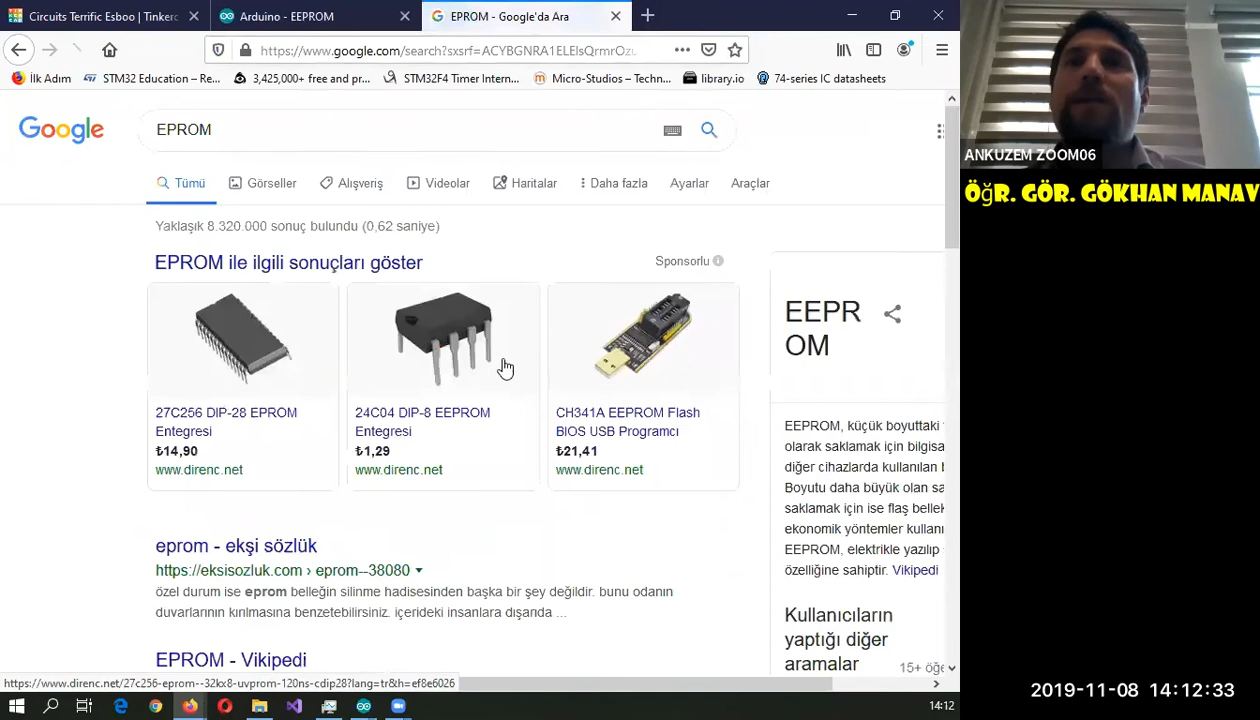 Circuits Terrific Esboo | Tinkerc
Arduino - EEPROM
EPROM - Google'da Ara
https://www.google.com/search?sxsrf=ACYBGNRA1ELEIsQrmrOzu
İlk Adım
STM32 Education – Re...
3,425,000+ free and pr...
STM32F4 Timer Intern...
Micro-Studios – Techn...
library.io
74-series IC datasheets
Google
EPROM
Tümü
Görseller
Alışveriş
Videolar
Haritalar
Daha fazla
Ayarlar
Araçlar
Yaklaşık 8.320.000 sonuç bulundu (0,62 saniye)
EPROM ile ilgili sonuçları göster
Sponsorlu
27C256 DIP-28 EPROM
Entegresi
₺14,90
www.direnc.net
24C04 DIP-8 EEPROM
Entegresi
₺1,29
www.direnc.net
CH341A EEPROM Flash
BIOS USB Programcı
₺21,41
www.direnc.net
eprom - ekşi sözlük
https://eksisozluk.com › eprom--38080
özel durum ise eprom belleğin silinme hadisesinden başka bir şey değildir. bunu odanın
duvarlarının kırılmasına benzetebilirsiniz. içerideki insanlara dışarıda ...
EPROM - Vikipedi
EEPR
OM
EEPROM, küçük boyuttaki
olarak saklamak için bilgisa
diğer cihazlarda kullanılan b
Boyutu daha büyük olan sa
saklamak için ise flaş bellek
ekonomik yöntemler kullanı
EEPROM, elektrikle yazılıp
özelliğine sahiptir. Vikipedi
Kullanıcıların
yaptığı diğer
aramalar
15+ öğe
https://www.direnc.net/27c256-eprom--32kx8-uvprom-120ns-cdip28?lang=tr&h=ef8e6026
14:12
ANKUZEM ZOOM06
ÖĞR. GÖR. GÖKHAN MANAV
2019-11-08 14:12:33